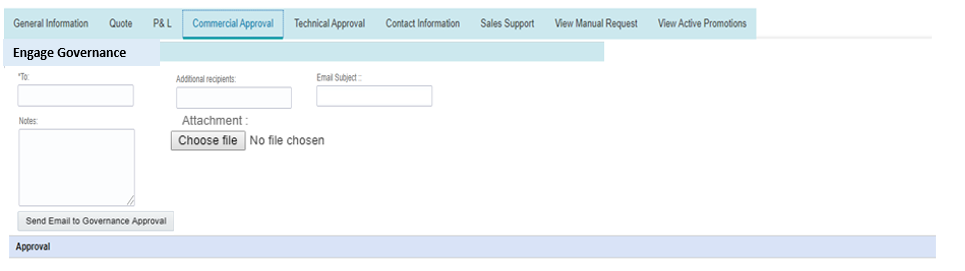 General Information Quote P& L Commercial Approval Technical Approval Contact Information Sales Support View Manual Request View Active Promotions
Engage Governance
*To: Additional recipients: Email Subject ::
Notes: Attachment :
Choose file No file chosen
Send Email to Governance Approval
Approval